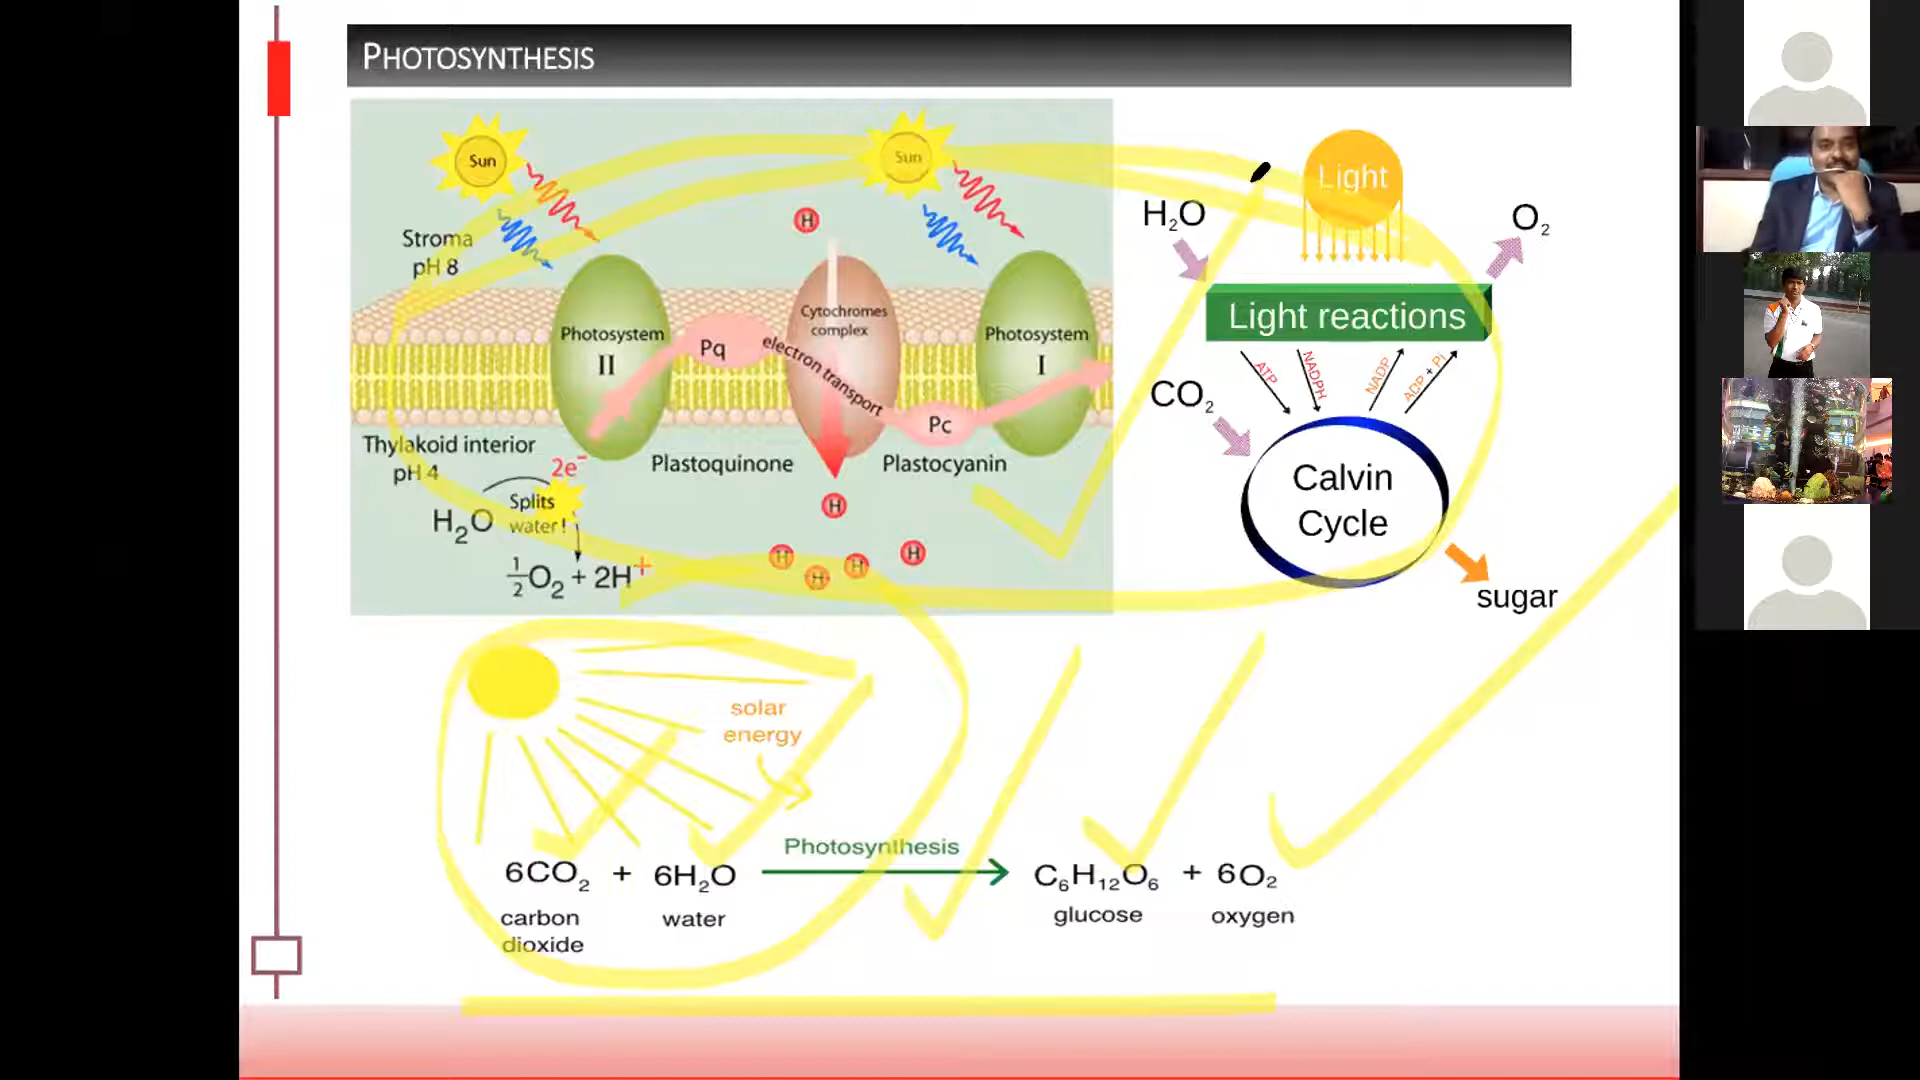 PHOTOSYNTHESIS
Sun
Sun
Stroma
pH 8
H
Photosystem
II
Pq
Cytochromes
complex
electron transport
Pc
Photosystem
I
Thylakoid interior
pH 4
Plastoquinone
Plastocyanin
2e⁻
Splits
water!
H₂O
½O₂ + 2H⁺
H
H
H
H
H
Light
H₂O
O₂
Light reactions
ATP
NADPH
NADP
ADP + Pi
CO₂
Calvin
Cycle
sugar
solar
energy
Photosynthesis
6CO₂ + 6H₂O C₆H₁₂O₆ + 6O₂
carbon
dioxide
water
glucose
oxygen